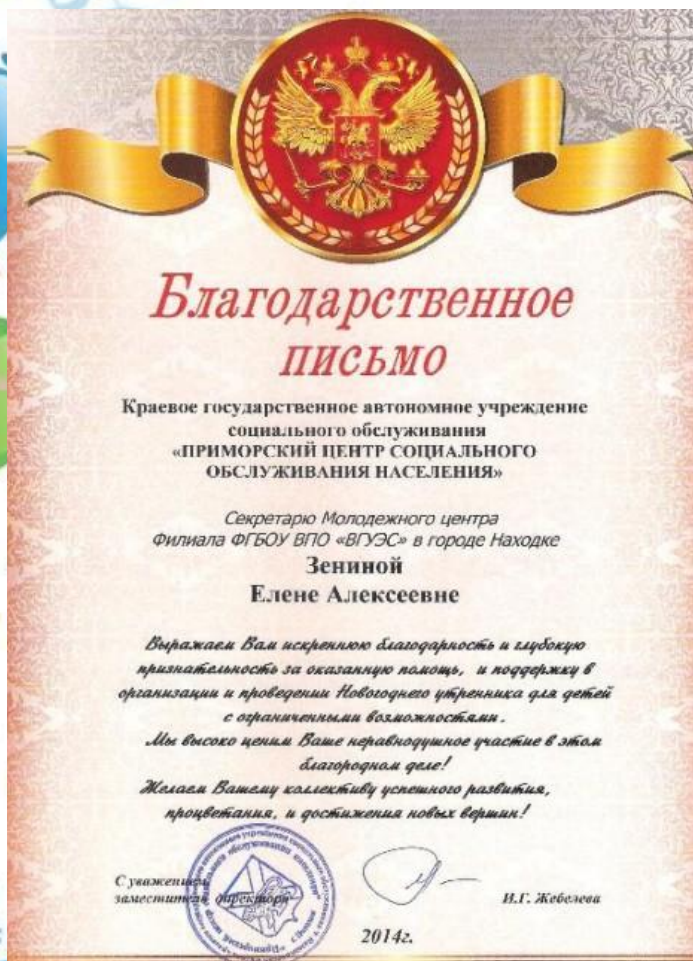 Благодарственное
письмо
Краевое государственное автономное учреждение
социального обслуживания
«ПРИМОРСКИЙ ЦЕНТР СОЦИАЛЬНОГО
ОБСЛУЖИВАНИЯ НАСЕЛЕНИЯ»
Секретарю Молодежного центра
Филиала ФГБОУ ВПО «ВГУЭС» в городе Находке
Зениной
Елене Алексеевне
Выражаем Вам искреннюю благодарность и глубокую
признательность за оказанную помощь, и поддержку в
организации и проведении Новогоднего утренника для детей
с ограниченными возможностями.
Мы высоко ценим Ваше неравнодушное участие в этом
благородном деле!
Желаем Вашему коллективу успешного развития,
процветания, и достижения новых вершин!
С уважением,
заместитель директора
И.Г. Жебелева
2014г.